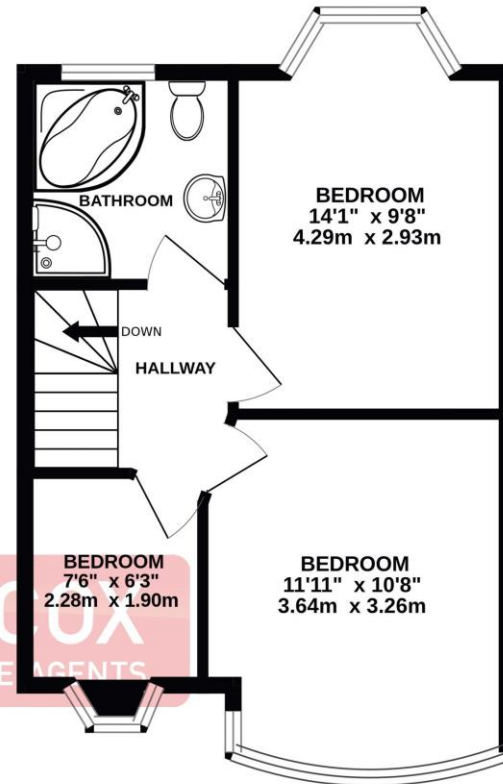 BATHROOM
BEDROOM
14'1" x 9'8"
4.29m x 2.93m
DOWN
HALLWAY
BEDROOM
7'6" x 6'3"
2.28m x 1.90m
BEDROOM
11'11" x 10'8"
3.64m x 3.26m
COX
AGENTS